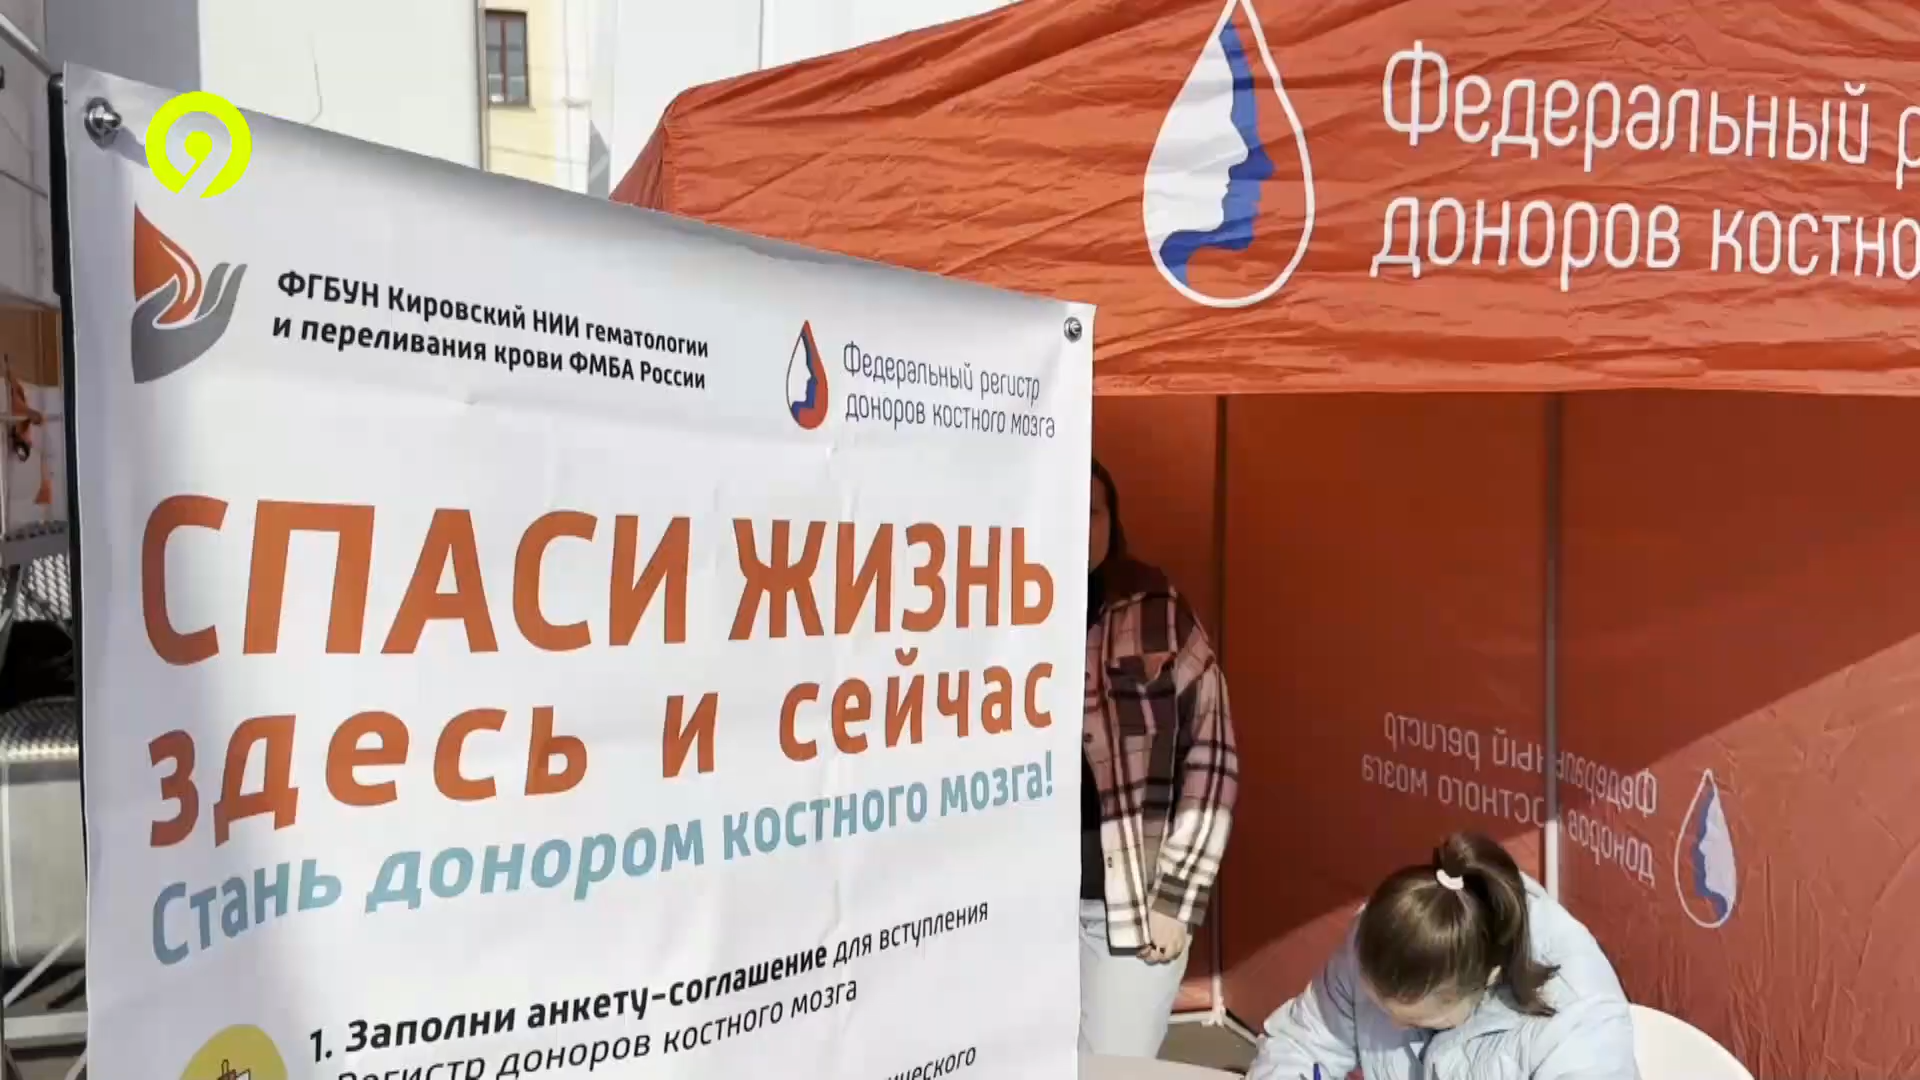 ФГБУН Кировский НИИ гематологии
и переливания крови ФМБА России
Федеральный регистр
доноров костного мозга
СПАСИ ЖИЗНЬ
здесь и сейчас
Стань донором костного мозга!
1. Заполни анкету-соглашение для вступления
Регистр доноров костного мозга
Федеральный р
доноров костно
Федеральный регистр
доноров костного мозга